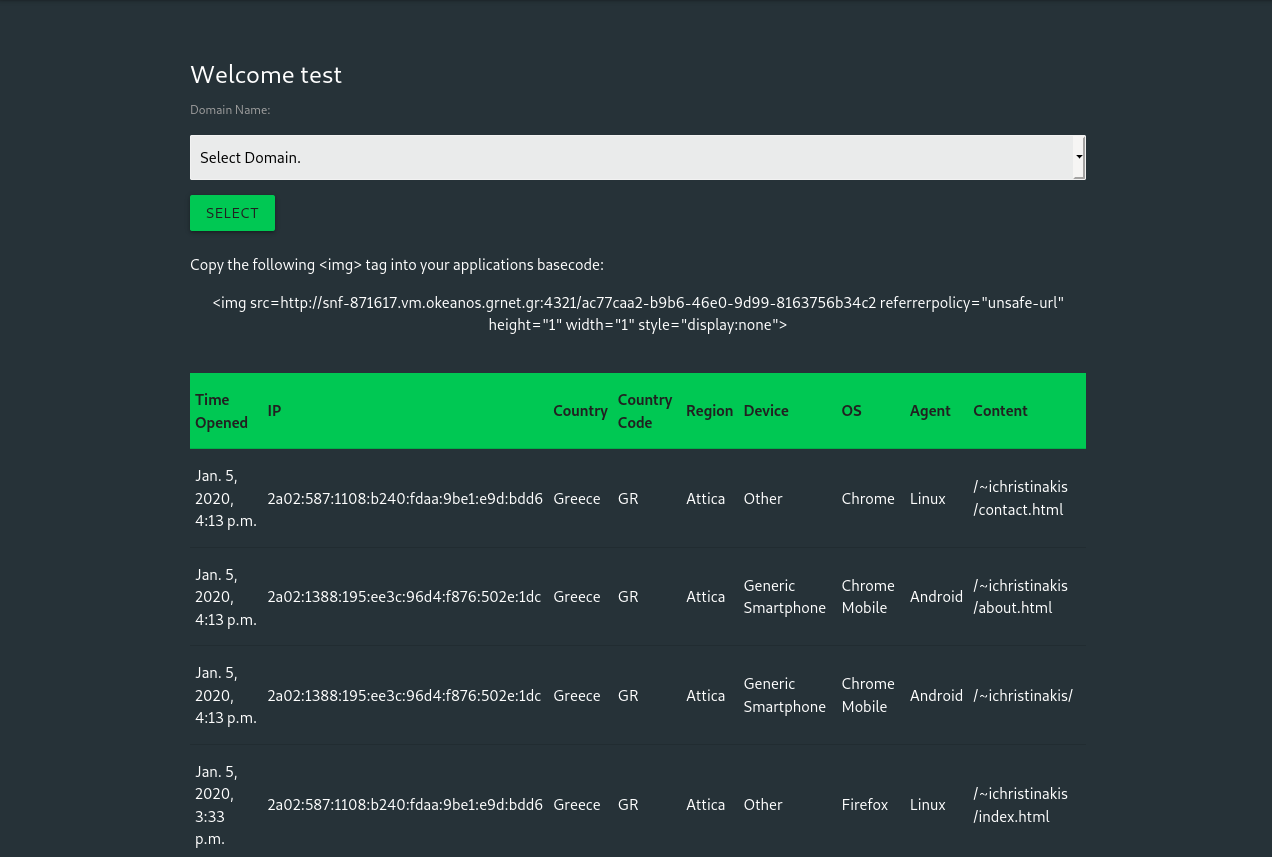 Welcome test
Domain Name:
Select Domain.
SELECT
Copy the following <img> tag into your applications basecode:
<img src=http://snf-871617.vm.okeanos.grnet.gr:4321/ac77caa2-b9b6-46e0-9d99-8163756b34c2 referrerpolicy="unsafe-url"
height="1" width="1" style="display:none">
Time Opened IP Country Country Code Region Device OS Agent Content
Jan. 5, 2020, 4:13 p.m. 2a02:587:1108:b240:fdaa:9be1:e9d:bdd6 Greece GR Attica Other Chrome Linux /~ichristinakis/contact.html
Jan. 5, 2020, 4:13 p.m. 2a02:1388:195:ee3c:96d4:f876:502e:1dc Greece GR Attica Generic Smartphone Chrome Mobile Android /~ichristinakis/about.html
Jan. 5, 2020, 4:13 p.m. 2a02:1388:195:ee3c:96d4:f876:502e:1dc Greece GR Attica Generic Smartphone Chrome Mobile Android /~ichristinakis/
Jan. 5, 2020, 3:33 p.m. 2a02:587:1108:b240:fdaa:9be1:e9d:bdd6 Greece GR Attica Other Firefox Linux /~ichristinakis/index.html